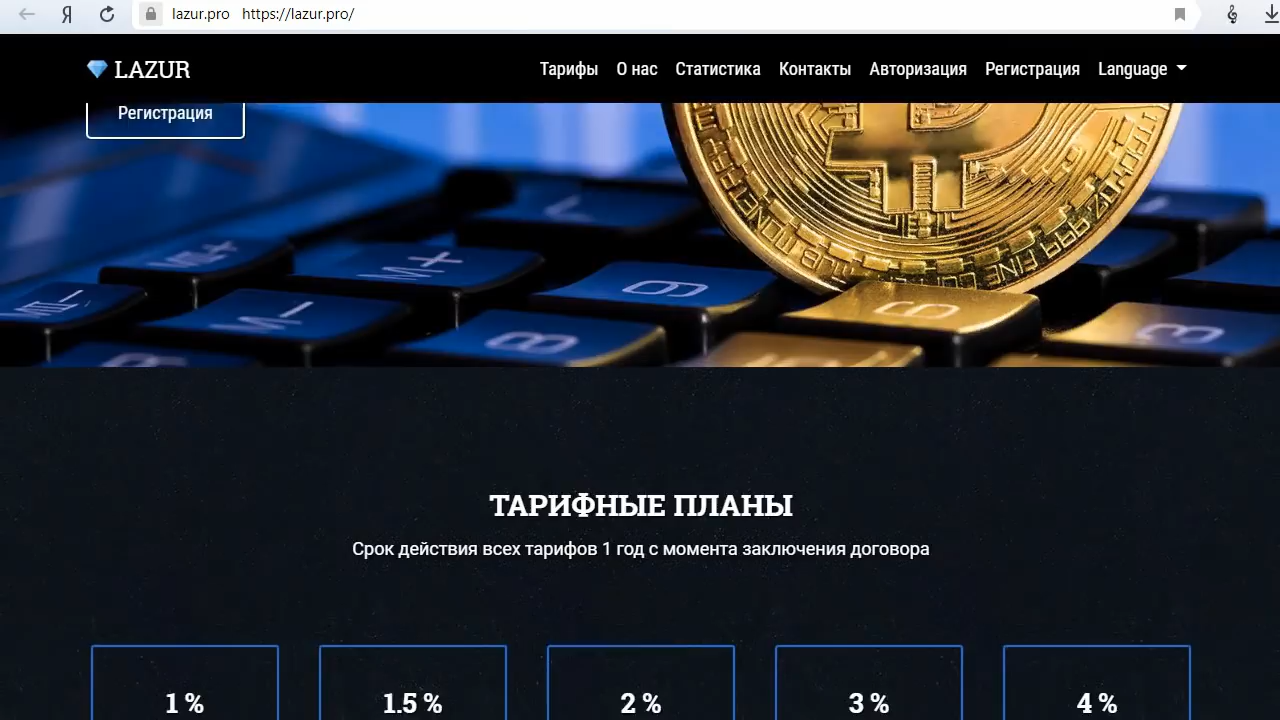 Я lazur.pro https://lazur.pro/
LAZUR Тарифы О нас Статистика Контакты Авторизация Регистрация Language
Регистрация
ТАРИФНЫЕ ПЛАНЫ
Срок действия всех тарифов 1 год с момента заключения договора
1 % 1.5 % 2 % 3 % 4 %